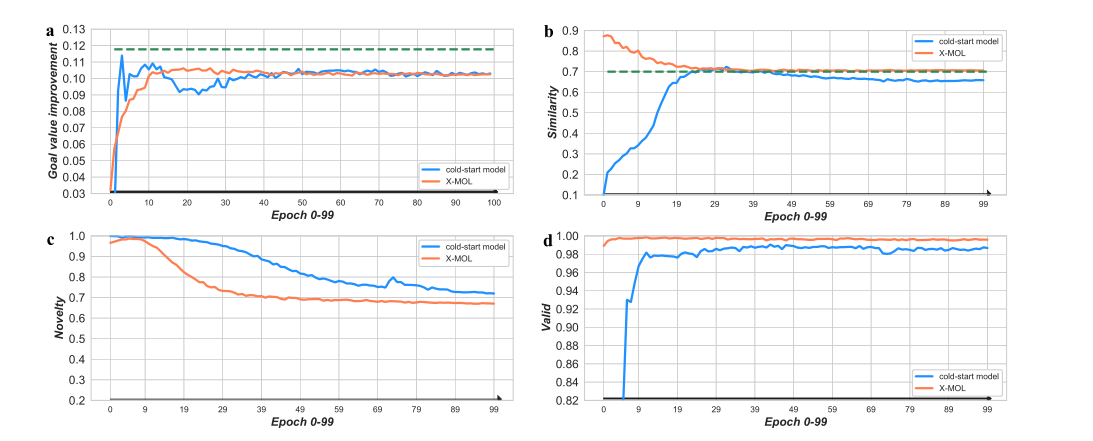 a
Goal value improvement
0.13
0.12
0.11
0.10
0.09
0.08
0.07
0.06
0.05
0.04
0.03
cold-start model
X-MOL
0 10 20 30 40 50 60 70 80 90 100
Epoch 0-99
b
Similarity
0.9
0.8
0.9
0.7
0.6
0.5
0.4
0.3
0.2
0.1
cold-start model
X-MOL
0 9 19 29 39 49 59 69 79 89 99
Epoch 0-99
c
Novelty
1.0
0.9
0.8
0.7
0.6
0.5
0.4
0.3
0.2
cold-start model
X-MOL
0 9 19 29 39 49 59 69 79 89 99
Epoch 0-99
d
Valid
1.00
0.98
0.96
0.94
0.92
0.90
0.88
0.86
0.84
0.82
cold-start model
X-MOL
0 9 19 29 39 49 59 69 79 89 99
Epoch 0-99